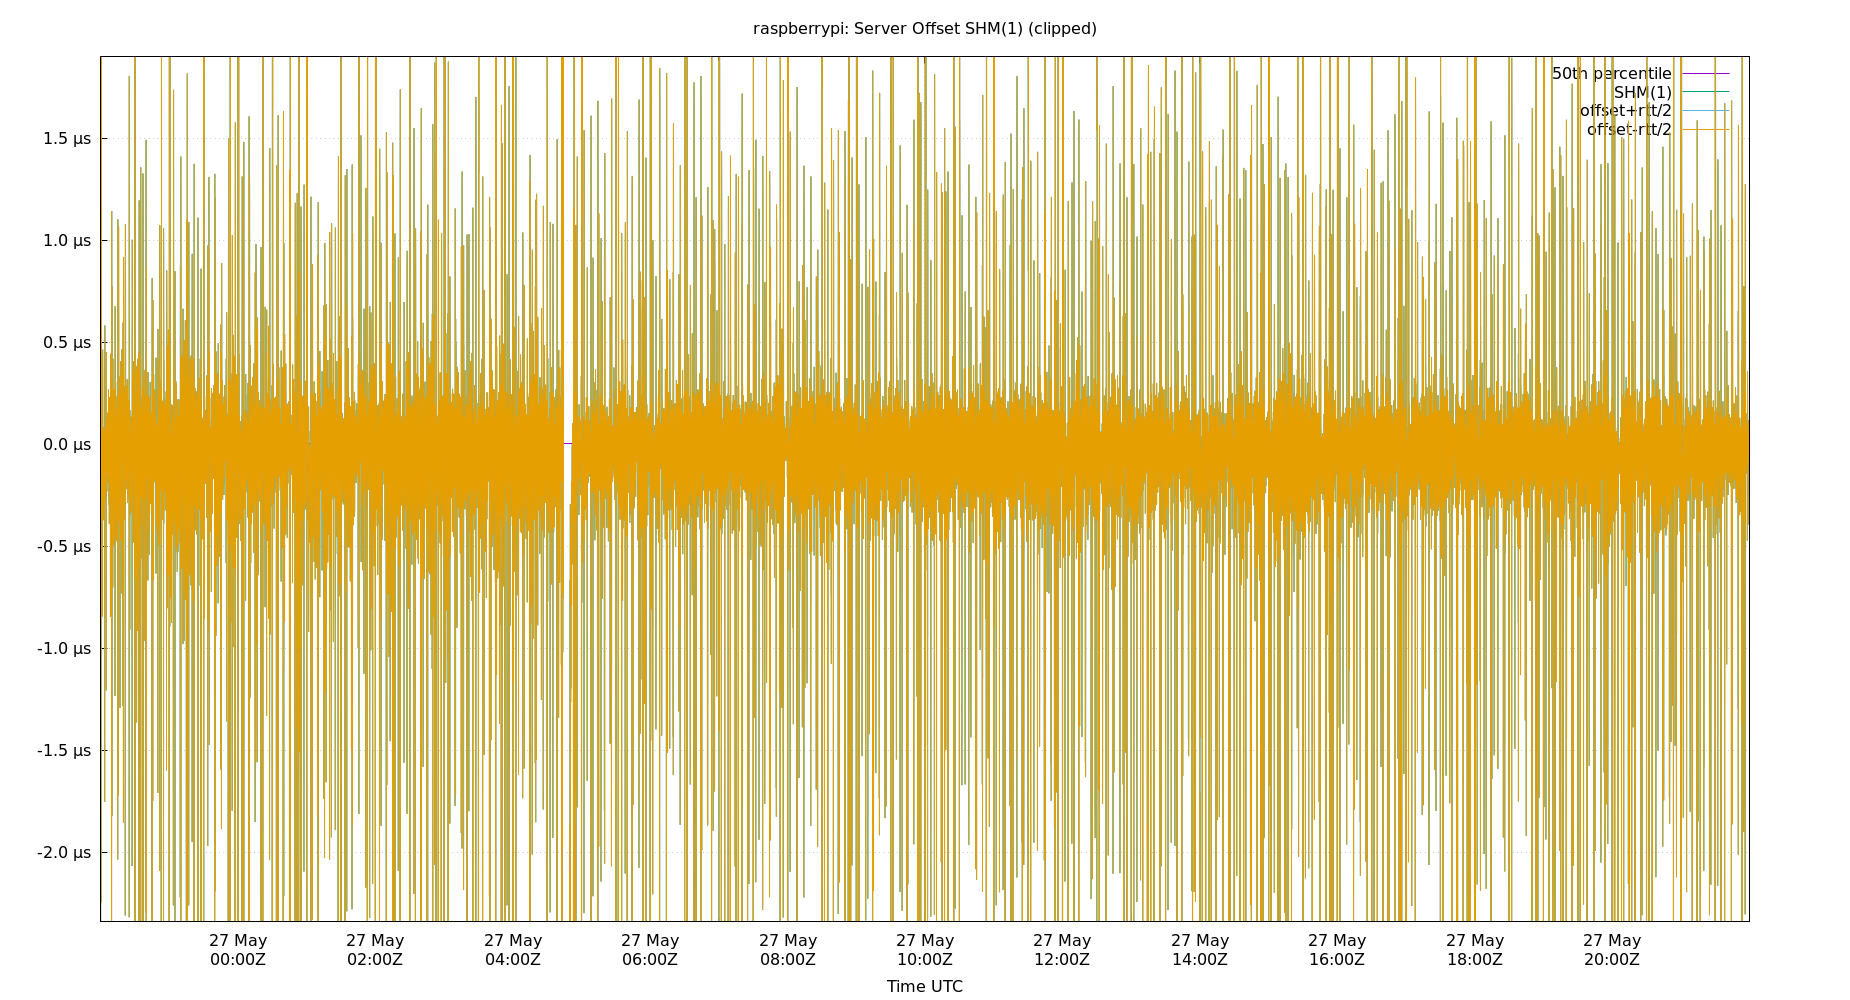 raspberrypi: Server Offset SHM(1) (clipped)
50th percentile
SHM(1)
offset+rtt/2
offset-rtt/2
1.5 µs
1.0 µs
0.5 µs
0.0 µs
-0.5 µs
-1.0 µs
-1.5 µs
-2.0 µs
27 May 27 May 27 May 27 May 27 May 27 May 27 May 27 May 27 May 27 May 27 May
00:00Z 02:00Z 04:00Z 06:00Z 08:00Z 10:00Z 12:00Z 14:00Z 16:00Z 18:00Z 20:00Z
Time UTC